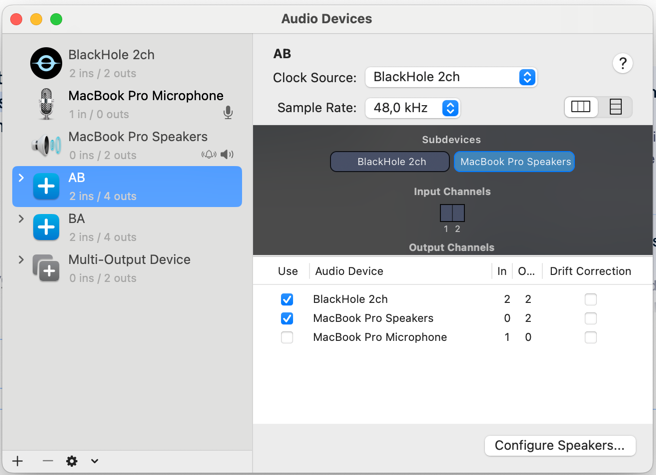 Audio Devices
BlackHole 2ch
2 ins / 2 outs
MacBook Pro Microphone
1 in / 0 outs
MacBook Pro Speakers
0 ins / 2 outs
AB
2 ins / 4 outs
BA
2 ins / 4 outs
Multi-Output Device
0 ins / 2 outs
AB
?
Clock Source: BlackHole 2ch
Sample Rate: 48,0 kHz
Subdevices
BlackHole 2ch MacBook Pro Speakers
Input Channels
1 2
Output Channels
Use Audio Device In O... Drift Correction
BlackHole 2ch 2 2
MacBook Pro Speakers 0 2
MacBook Pro Microphone 1 0
Configure Speakers...